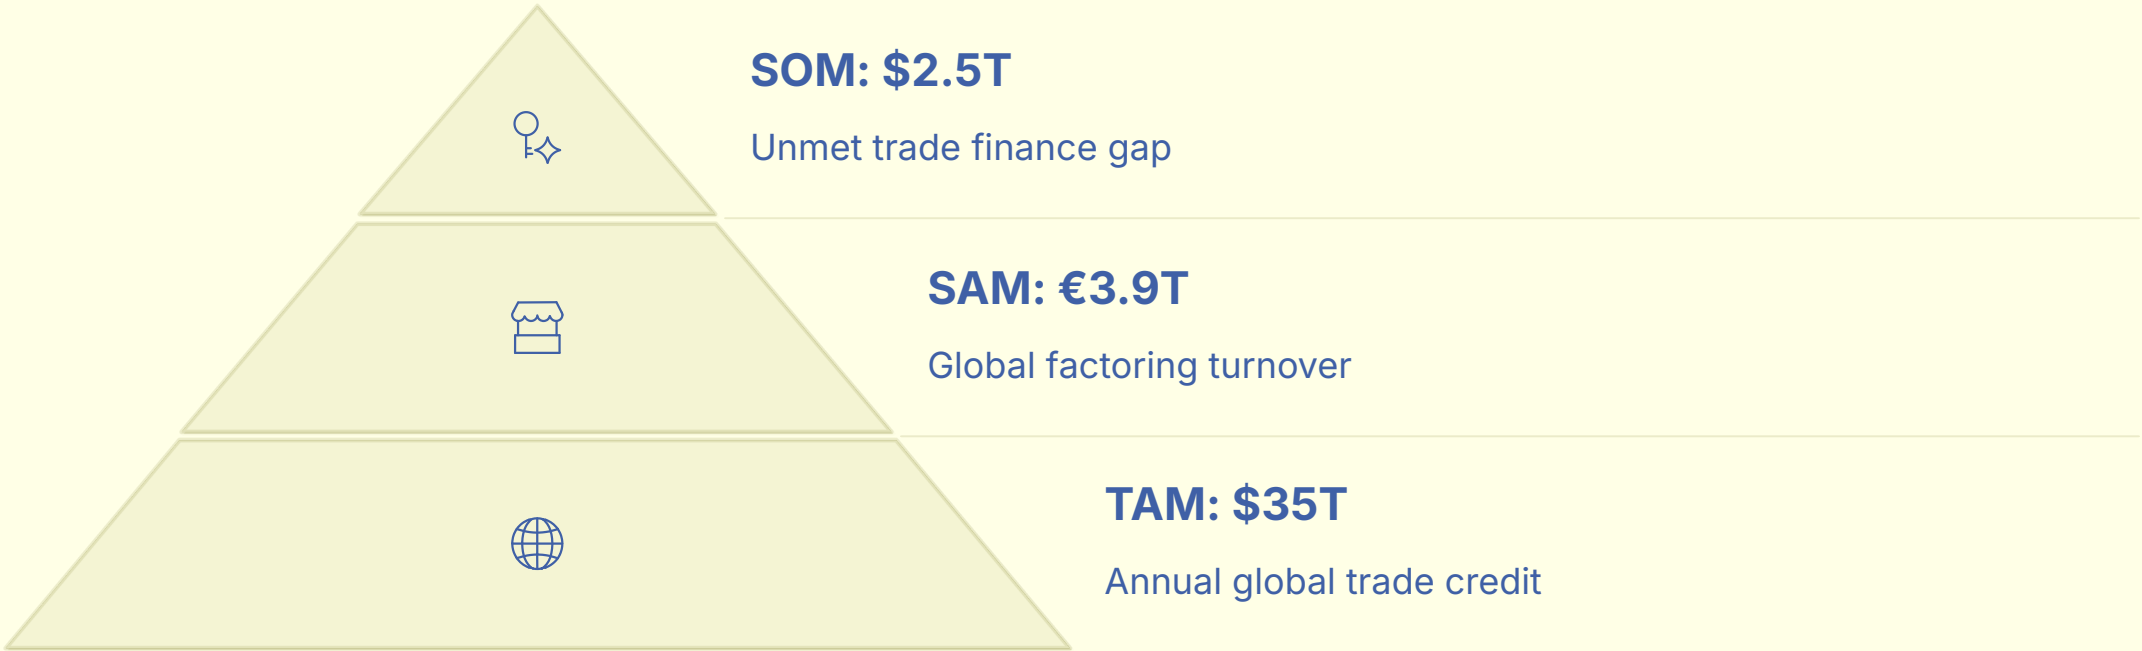 SOM: $2.5T
Unmet trade finance gap
SAM: €3.9T
Global factoring turnover
TAM: $35T
Annual global trade credit